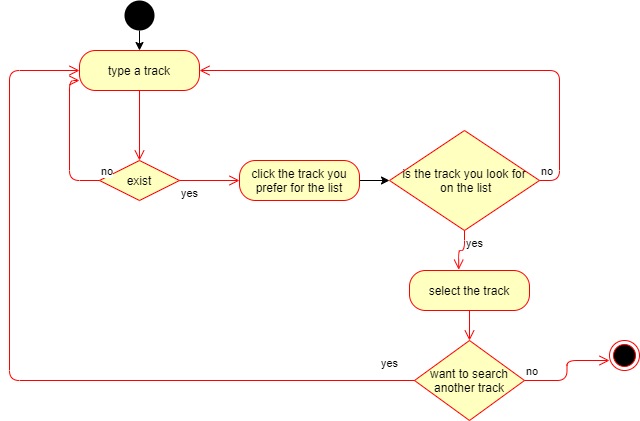 type a track
no
exist
yes
click the track you
prefer for the list
is the track you look for
on the list
no
yes
select the track
yes
want to search
another track
no